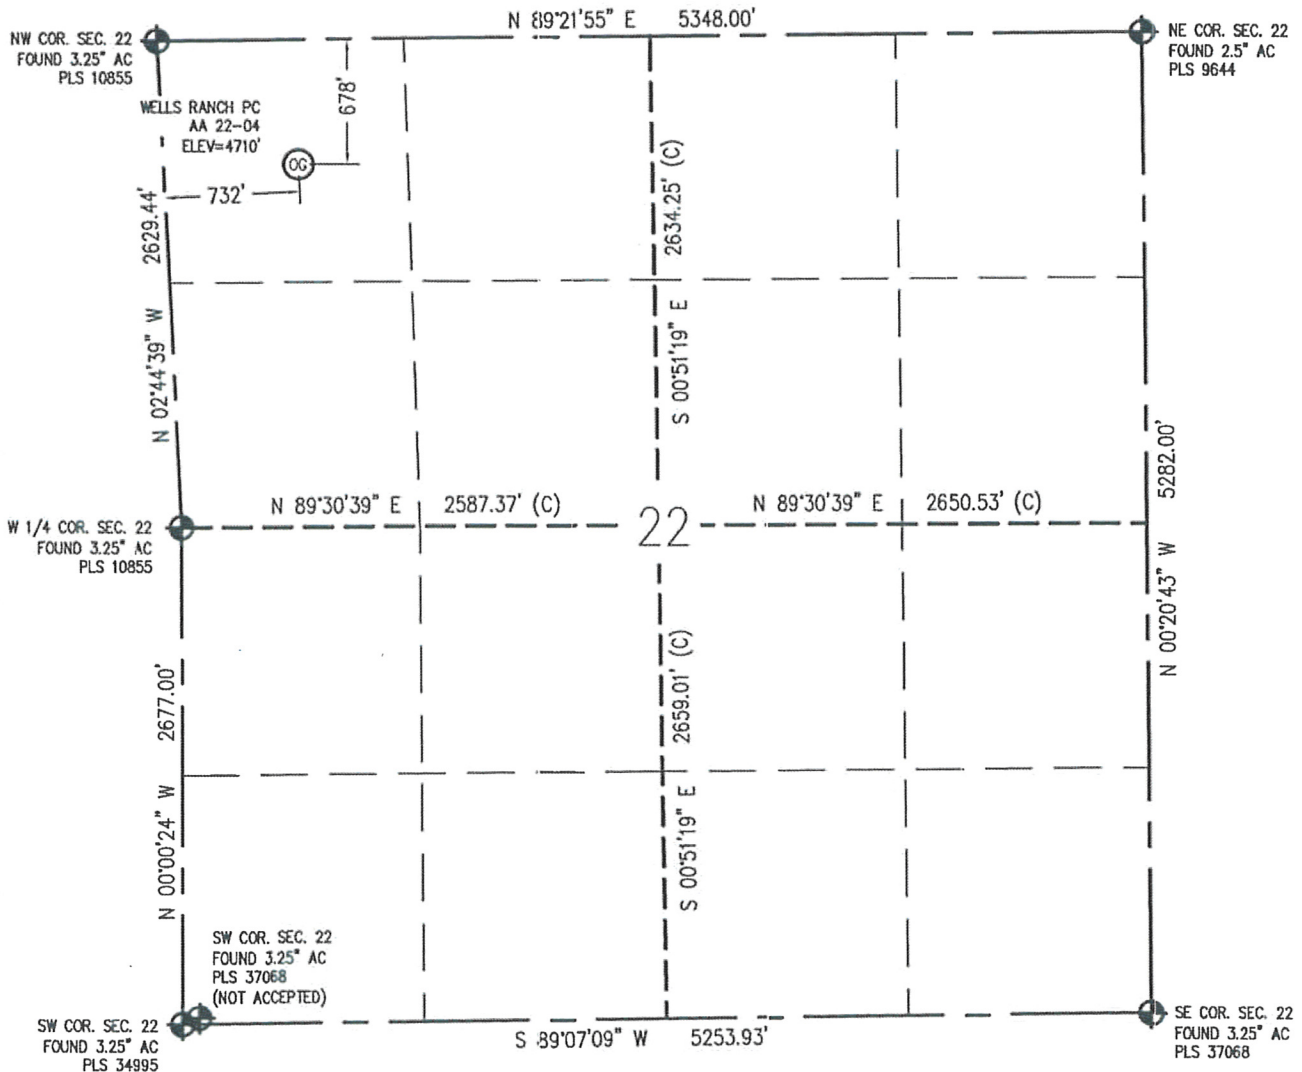 N 89°21'55" E 5348.00'
NW COR. SEC. 22
FOUND 3.25" AC
PLS 10855
NE COR. SEC. 22
FOUND 2.5" AC
PLS 9644
WELLS RANCH PC
AA 22-04
ELEV=4710'
678'
OG
732'
2629.44'
N 02°44'39" W
2634.25' (C)
S 00°51'19" E
5282.00'
N 00°20'43" W
N 89°30'39" E 2587.37' (C)
22
N 89°30'39" E 2650.53' (C)
W 1/4 COR. SEC. 22
FOUND 3.25" AC
PLS 10855
2677.00'
N 00°00'24" W
2659.01' (C)
S 00°51'19" E
SW COR. SEC. 22
FOUND 3.25" AC
PLS 37068
(NOT ACCEPTED)
SW COR. SEC. 22
FOUND 3.25" AC
PLS 34995
S 89°07'09" W 5253.93'
SE COR. SEC. 22
FOUND 3.25" AC
PLS 37068